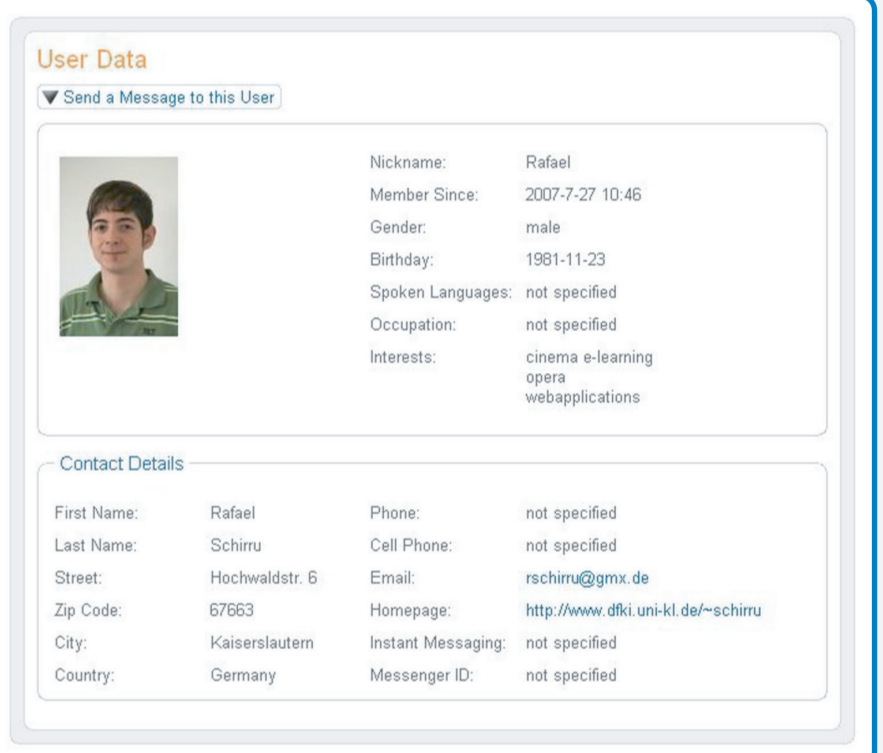 User Data
Send a Message to this User
Nickname: Rafael
Member Since: 2007-7-27 10:46
Gender: male
Birthday: 1981-11-23
Spoken Languages: not specified
Occupation: not specified
Interests: cinema e-learning
opera
webapplications
Contact Details
First Name: Rafael Phone: not specified
Last Name: Schirru Cell Phone: not specified
Street: Hochwaldstr. 6 Email: rschirru@gmx.de
Zip Code: 67663 Homepage: http://www.dfki.uni-kl.de/~schirru
City: Kaiserslautern Instant Messaging: not specified
Country: Germany Messenger ID: not specified